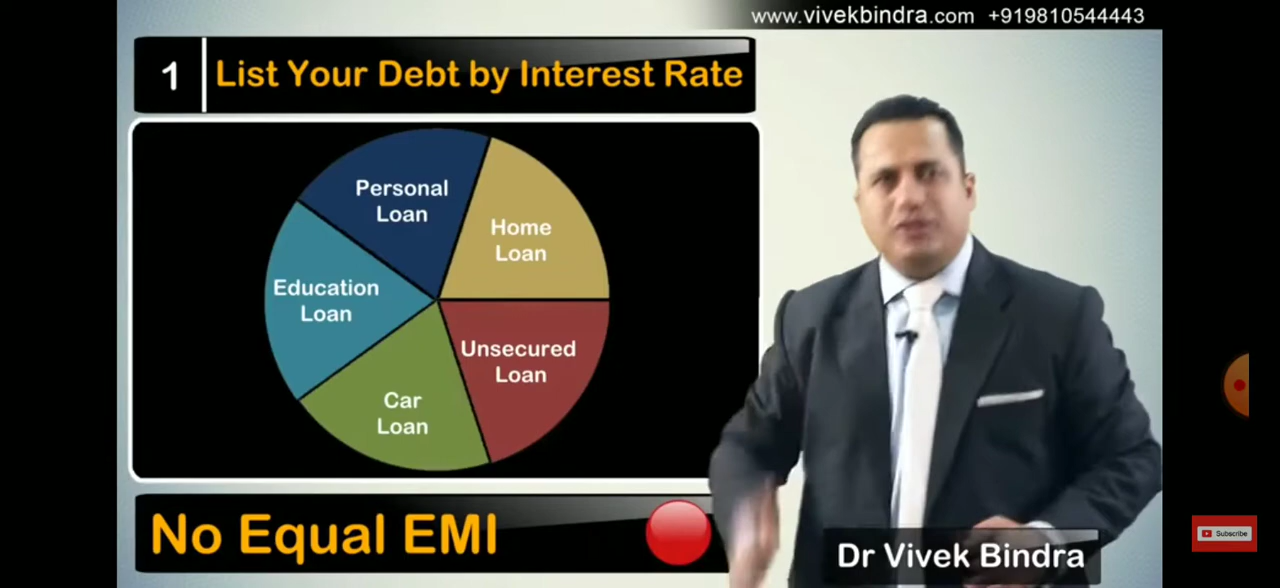 www.vivekbindra.com +919810544443
1 List Your Debt by Interest Rate
Personal
Loan
Home
Loan
Education
Loan
Unsecured
Loan
Car
Loan
No Equal EMI
Dr Vivek Bindra
Subscribe